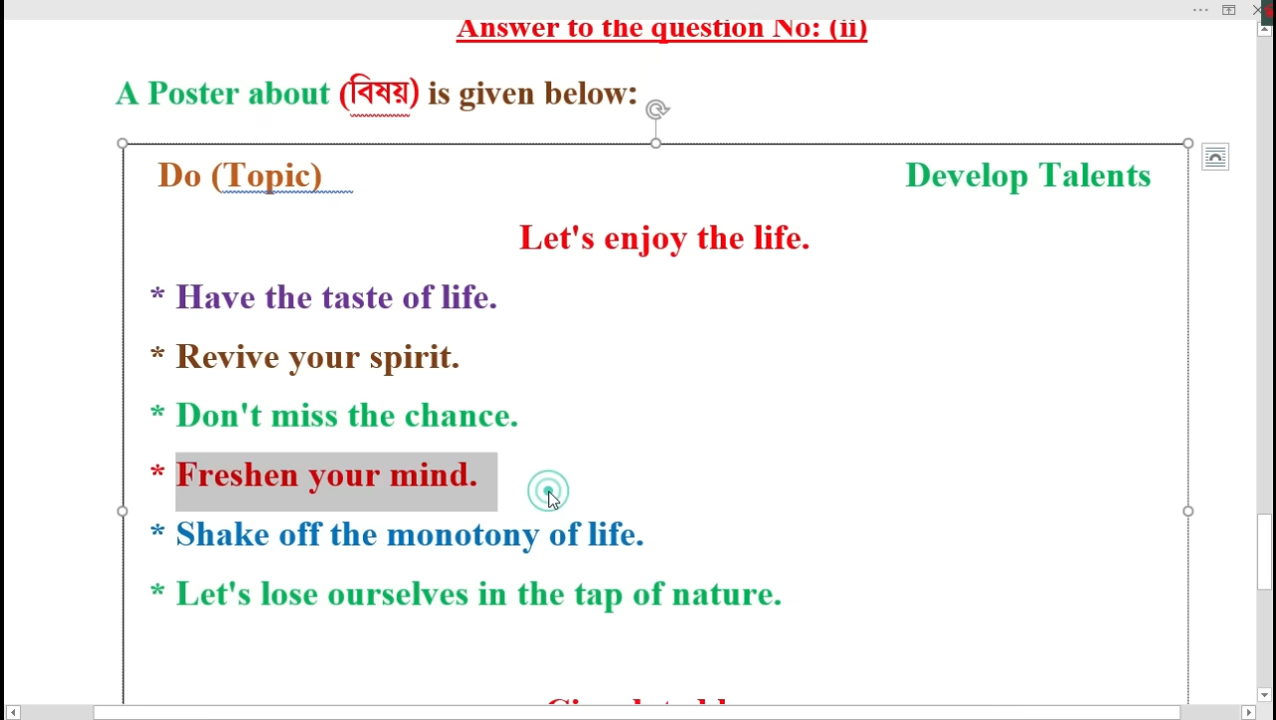 Answer to the question No: (ii)
A Poster about (বিষয়) is given below:
Do (Topic) Develop Talents
Let's enjoy the life.
* Have the taste of life.
* Revive your spirit.
* Don't miss the chance.
* Freshen your mind.
* Shake off the monotony of life.
* Let's lose ourselves in the tap of nature.